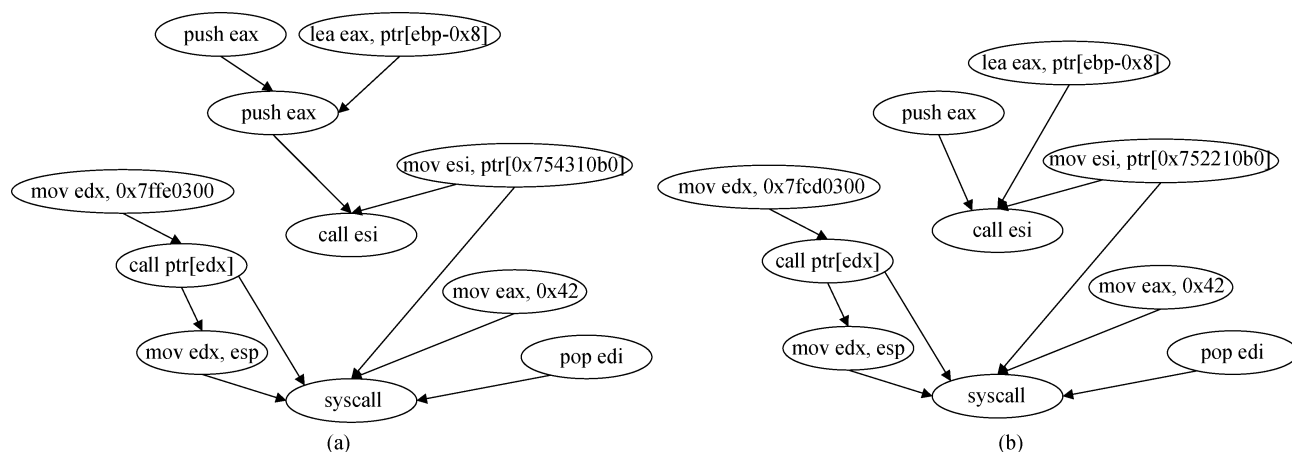 push eax
lea eax, ptr[ebp-0x8]
push eax
mov esi, ptr[0x754310b0]
mov edx, 0x7ffe0300
call esi
call ptr[edx]
mov eax, 0x42
mov edx, esp
pop edi
syscall
(a)
lea eax, ptr[ebp-0x8]
push eax
mov esi, ptr[0x752210b0]
mov edx, 0x7fcd0300
call esi
call ptr[edx]
mov eax, 0x42
mov edx, esp
pop edi
syscall
(b)